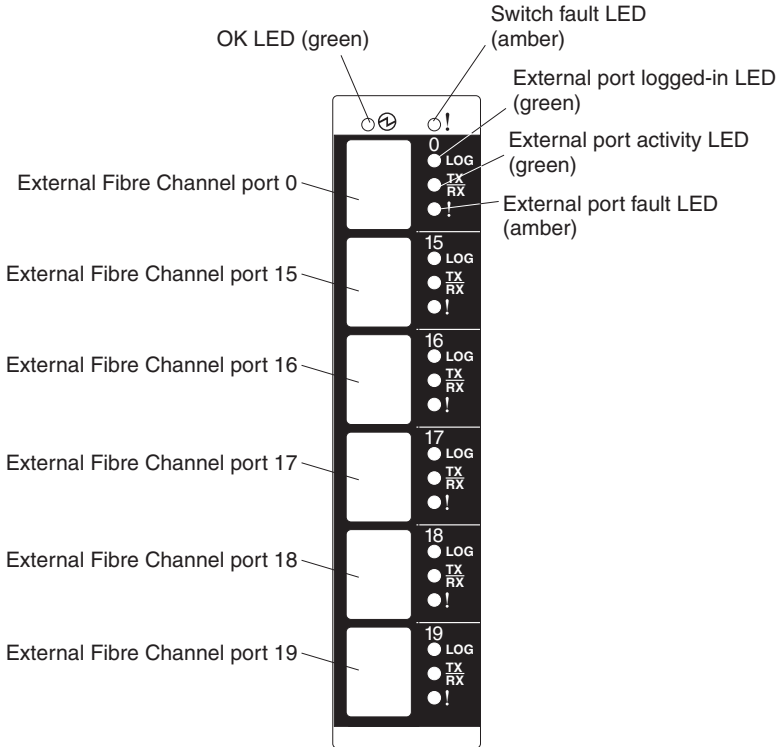 Switch fault LED
(amber)
OK LED (green)
External port logged-in LED
(green)
!
External port activity LED
(green)
0
LOG
External Fibre Channel port 0
TX
RX
External port fault LED
(amber)
!
15
LOG
External Fibre Channel port 15
TX
RX
!
16
LOG
External Fibre Channel port 16
TX
RX
!
17
LOG
External Fibre Channel port 17
TX
RX
!
18
LOG
External Fibre Channel port 18
TX
RX
!
19
LOG
External Fibre Channel port 19
TX
RX
!